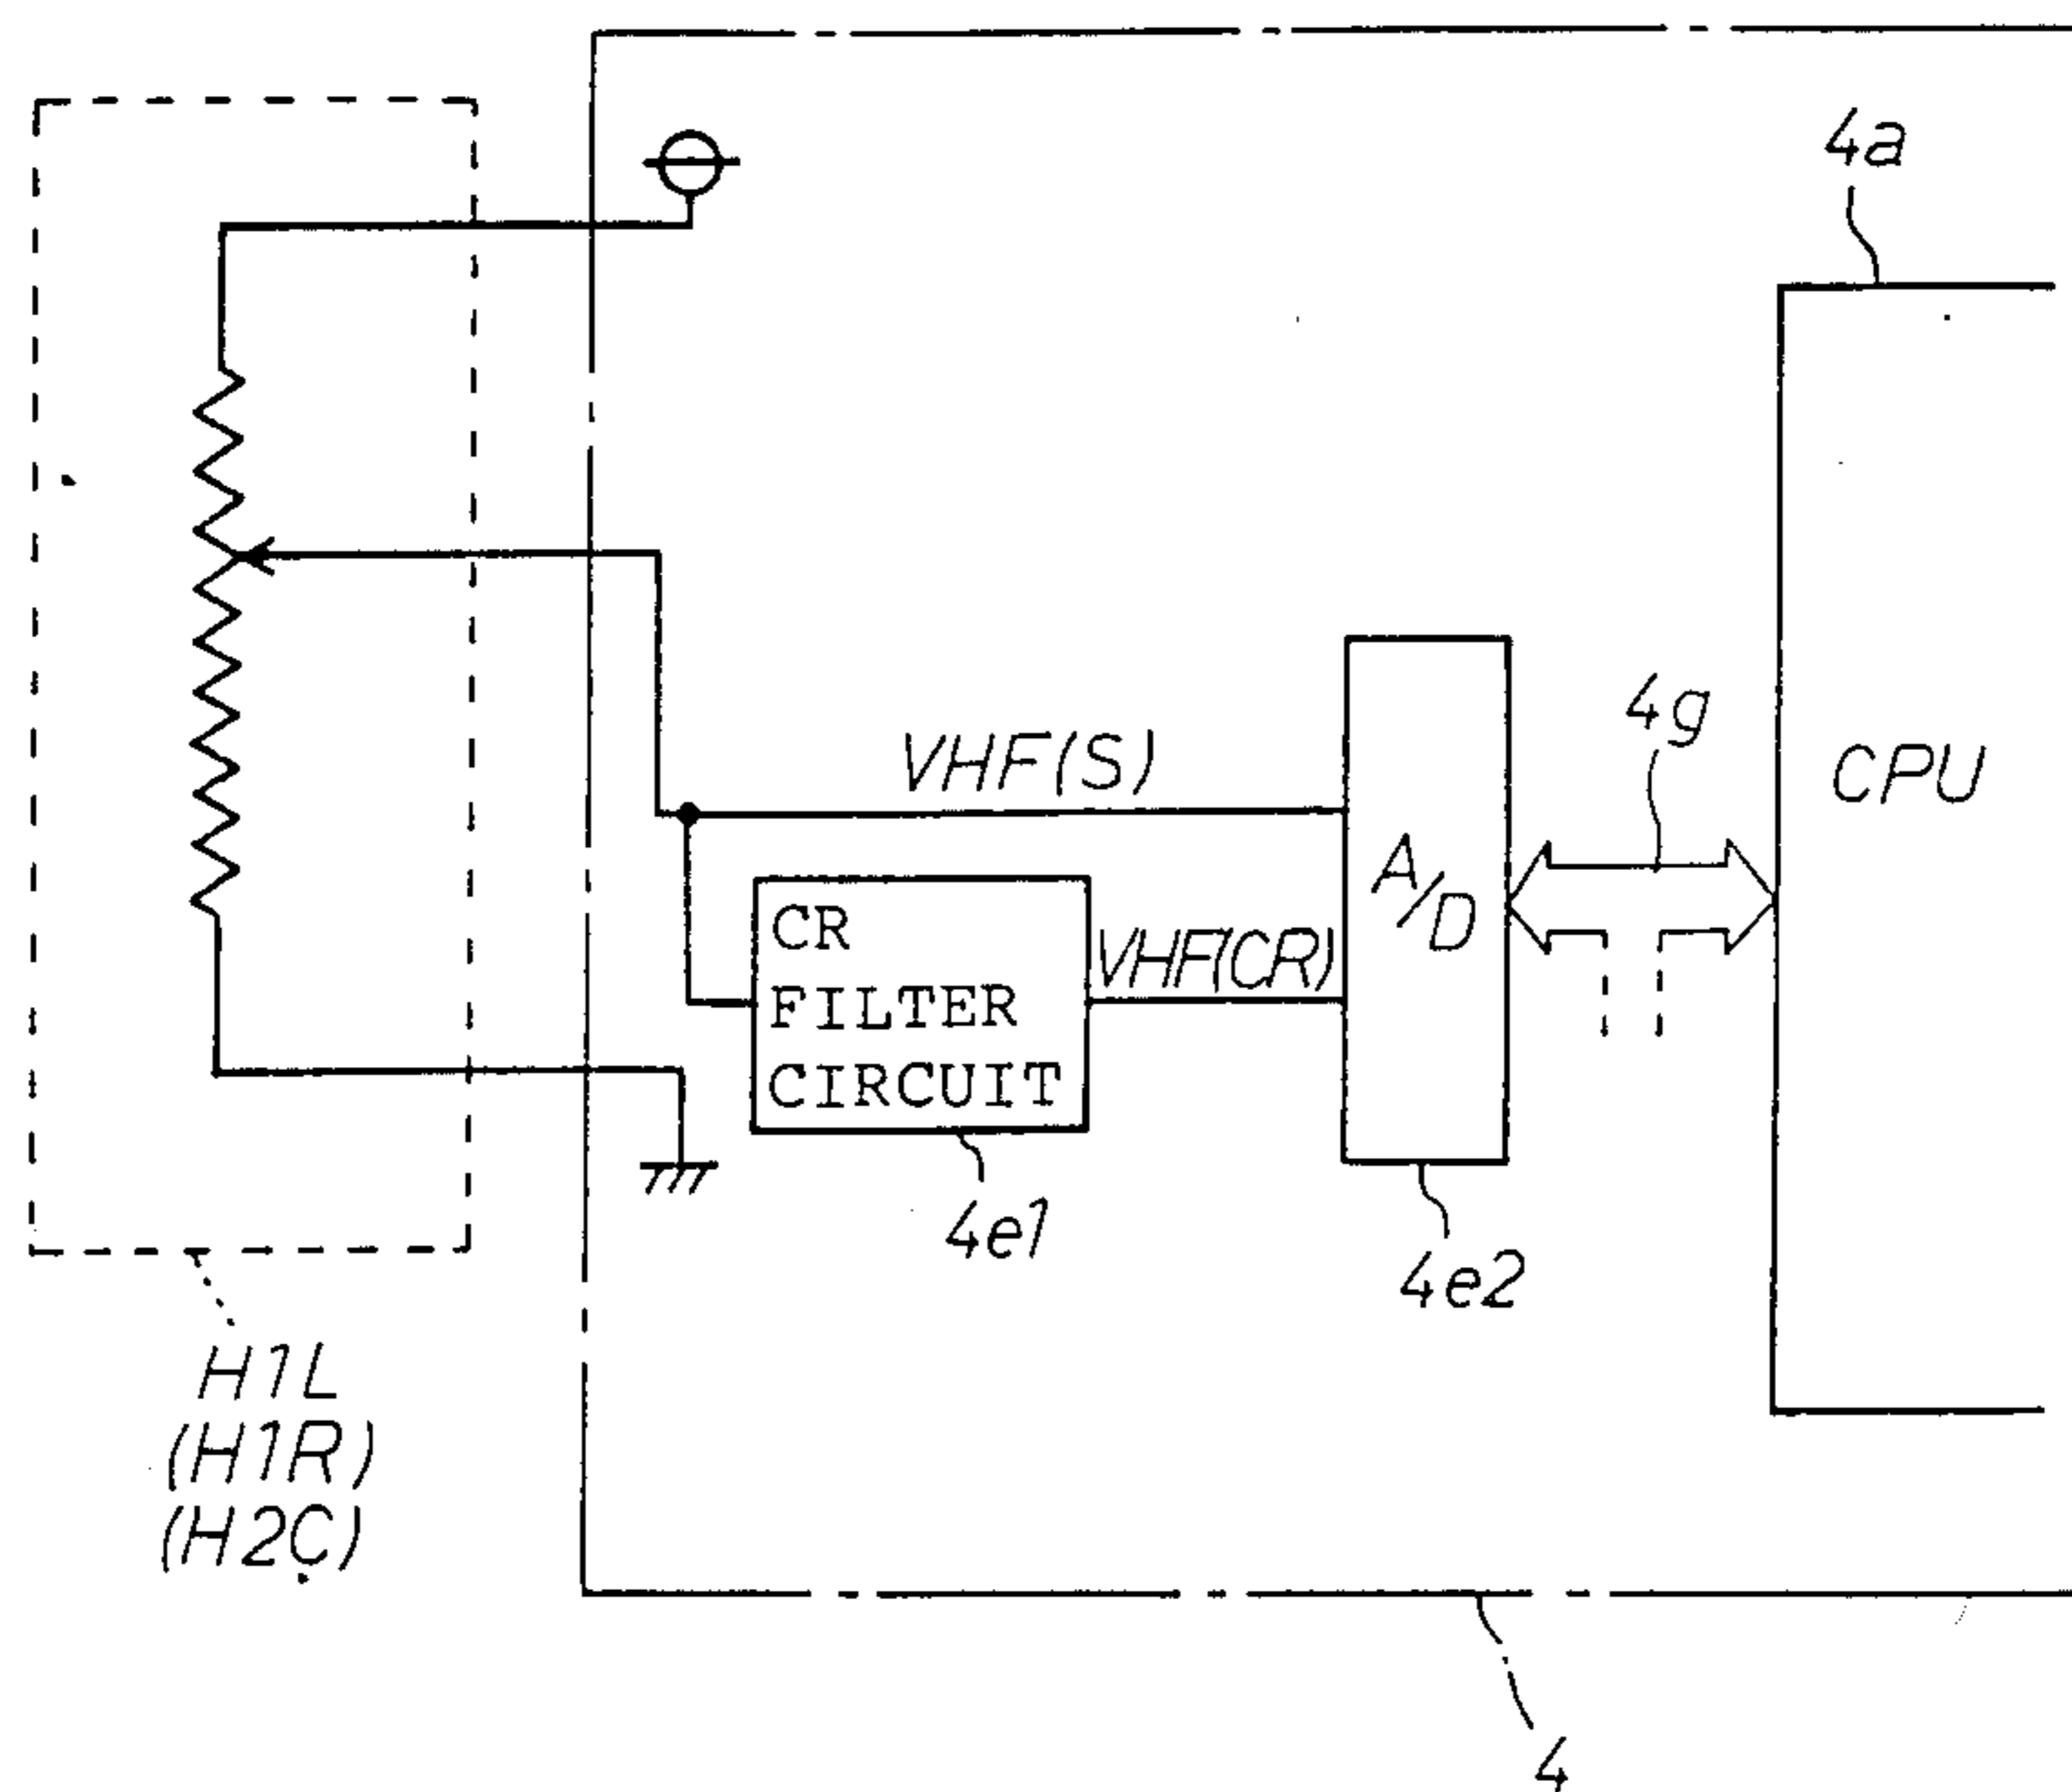 4a
4g
VHF(S)
CPU
A/D
CR
FILTER
CIRCUIT
VHF(CR)
4e1
4e2
H1L
(H1R)
(H2C)
4